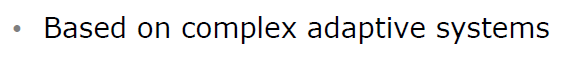 • Based on complex adaptive systems